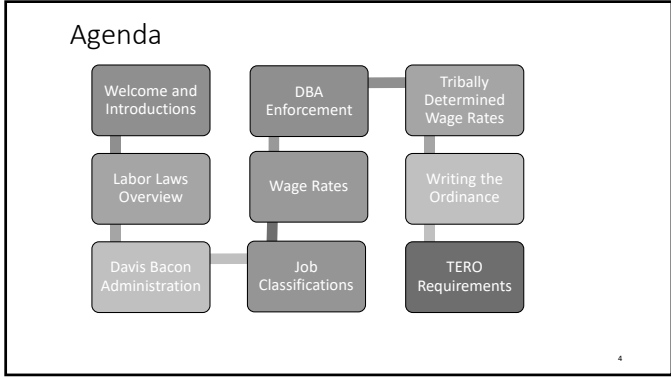 Agenda
Welcome and
Introductions
Labor Laws
Overview
Davis Bacon
Administration
Job
Classifications
Wage Rates
DBA
Enforcement
Tribally
Determined
Wage Rates
Writing the
Ordinance
TERO
Requirements
4